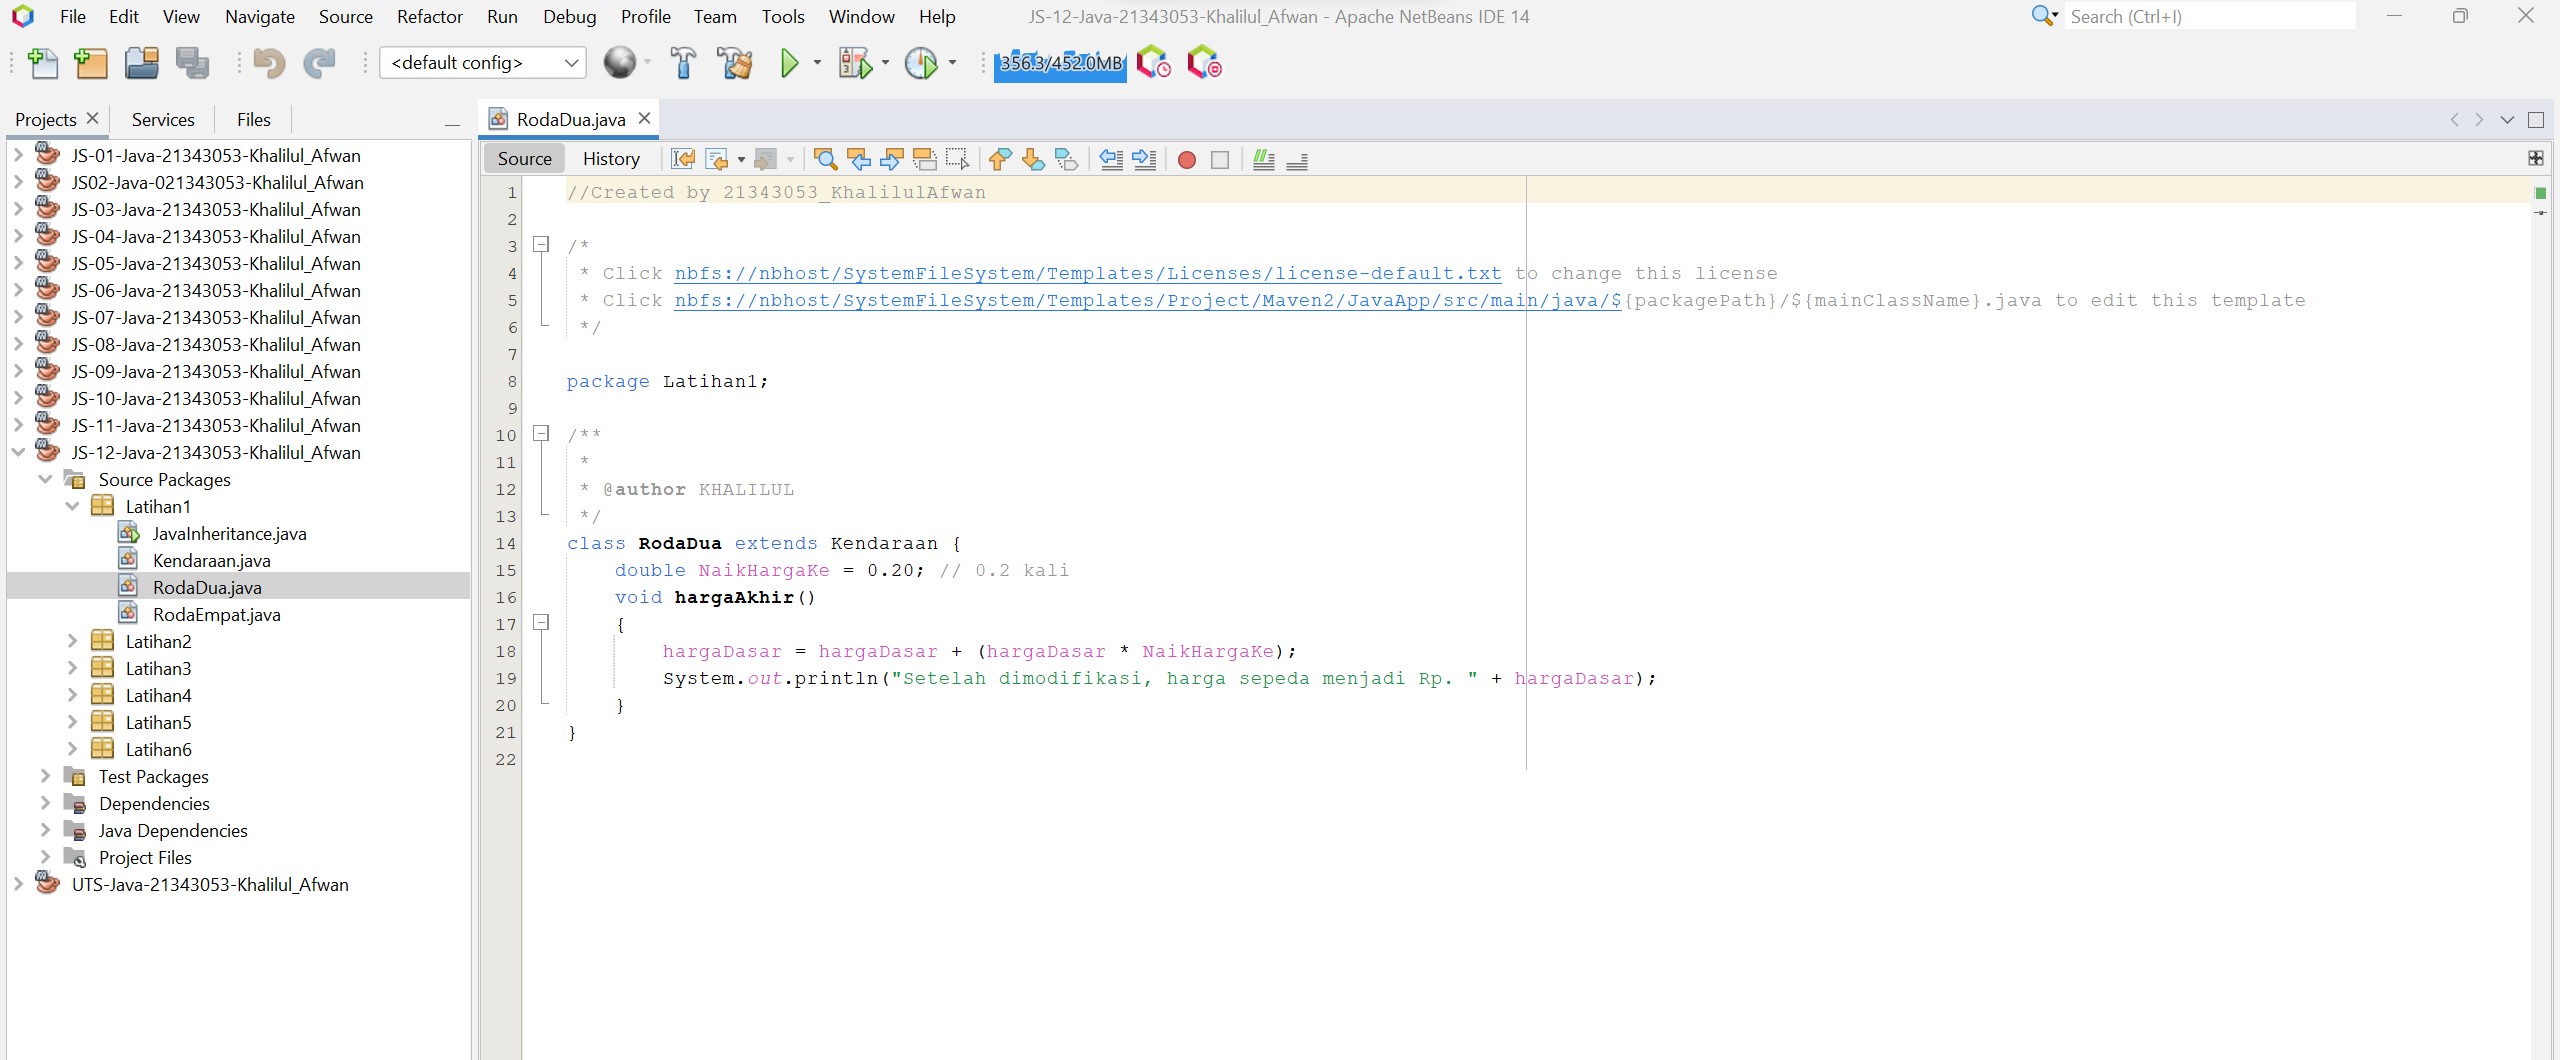 File Edit View Navigate Source Refactor Run Debug Profile Team Tools Window Help JS-12-Java-21343053-Khalilul_Afwan - Apache NetBeans IDE 14 Search (Ctrl+I)
<default config> 356.3/452.0MB
Projects Services Files
RodaDua.java
Source History
JS-01-Java-21343053-Khalilul_Afwan
JS02-Java-021343053-Khalilul_Afwan
JS-03-Java-21343053-Khalilul_Afwan
JS-04-Java-21343053-Khalilul_Afwan
JS-05-Java-21343053-Khalilul_Afwan
JS-06-Java-21343053-Khalilul_Afwan
JS-07-Java-21343053-Khalilul_Afwan
JS-08-Java-21343053-Khalilul_Afwan
JS-09-Java-21343053-Khalilul_Afwan
JS-10-Java-21343053-Khalilul_Afwan
JS-11-Java-21343053-Khalilul_Afwan
JS-12-Java-21343053-Khalilul_Afwan
Source Packages
Latihan1
JavaInheritance.java
Kendaraan.java
RodaDua.java
RodaEmpat.java
Latihan2
Latihan3
Latihan4
Latihan5
Latihan6
Test Packages
Dependencies
Java Dependencies
Project Files
UTS-Java-21343053-Khalilul_Afwan
1 //Created by 21343053_KhalilulAfwan
2
3 /*
4 * Click nbfs://nbhost/SystemFileSystem/Templates/Licenses/license-default.txt to change this license
5 * Click nbfs://nbhost/SystemFileSystem/Templates/Project/Maven2/JavaApp/src/main/java/${packagePath}/${mainClassName}.java to edit this template
6 */
7
8 package Latihan1;
9
10 /**
11 *
12 * @author KHALILUL
13 */
14 class RodaDua extends Kendaraan {
15 double NaikHargaKe = 0.20; // 0.2 kali
16 void hargaAkhir()
17 {
18 hargaDasar = hargaDasar + (hargaDasar * NaikHargaKe);
19 System.out.println("Setelah dimodifikasi, harga sepeda menjadi Rp. " + hargaDasar);
20 }
21 }
22